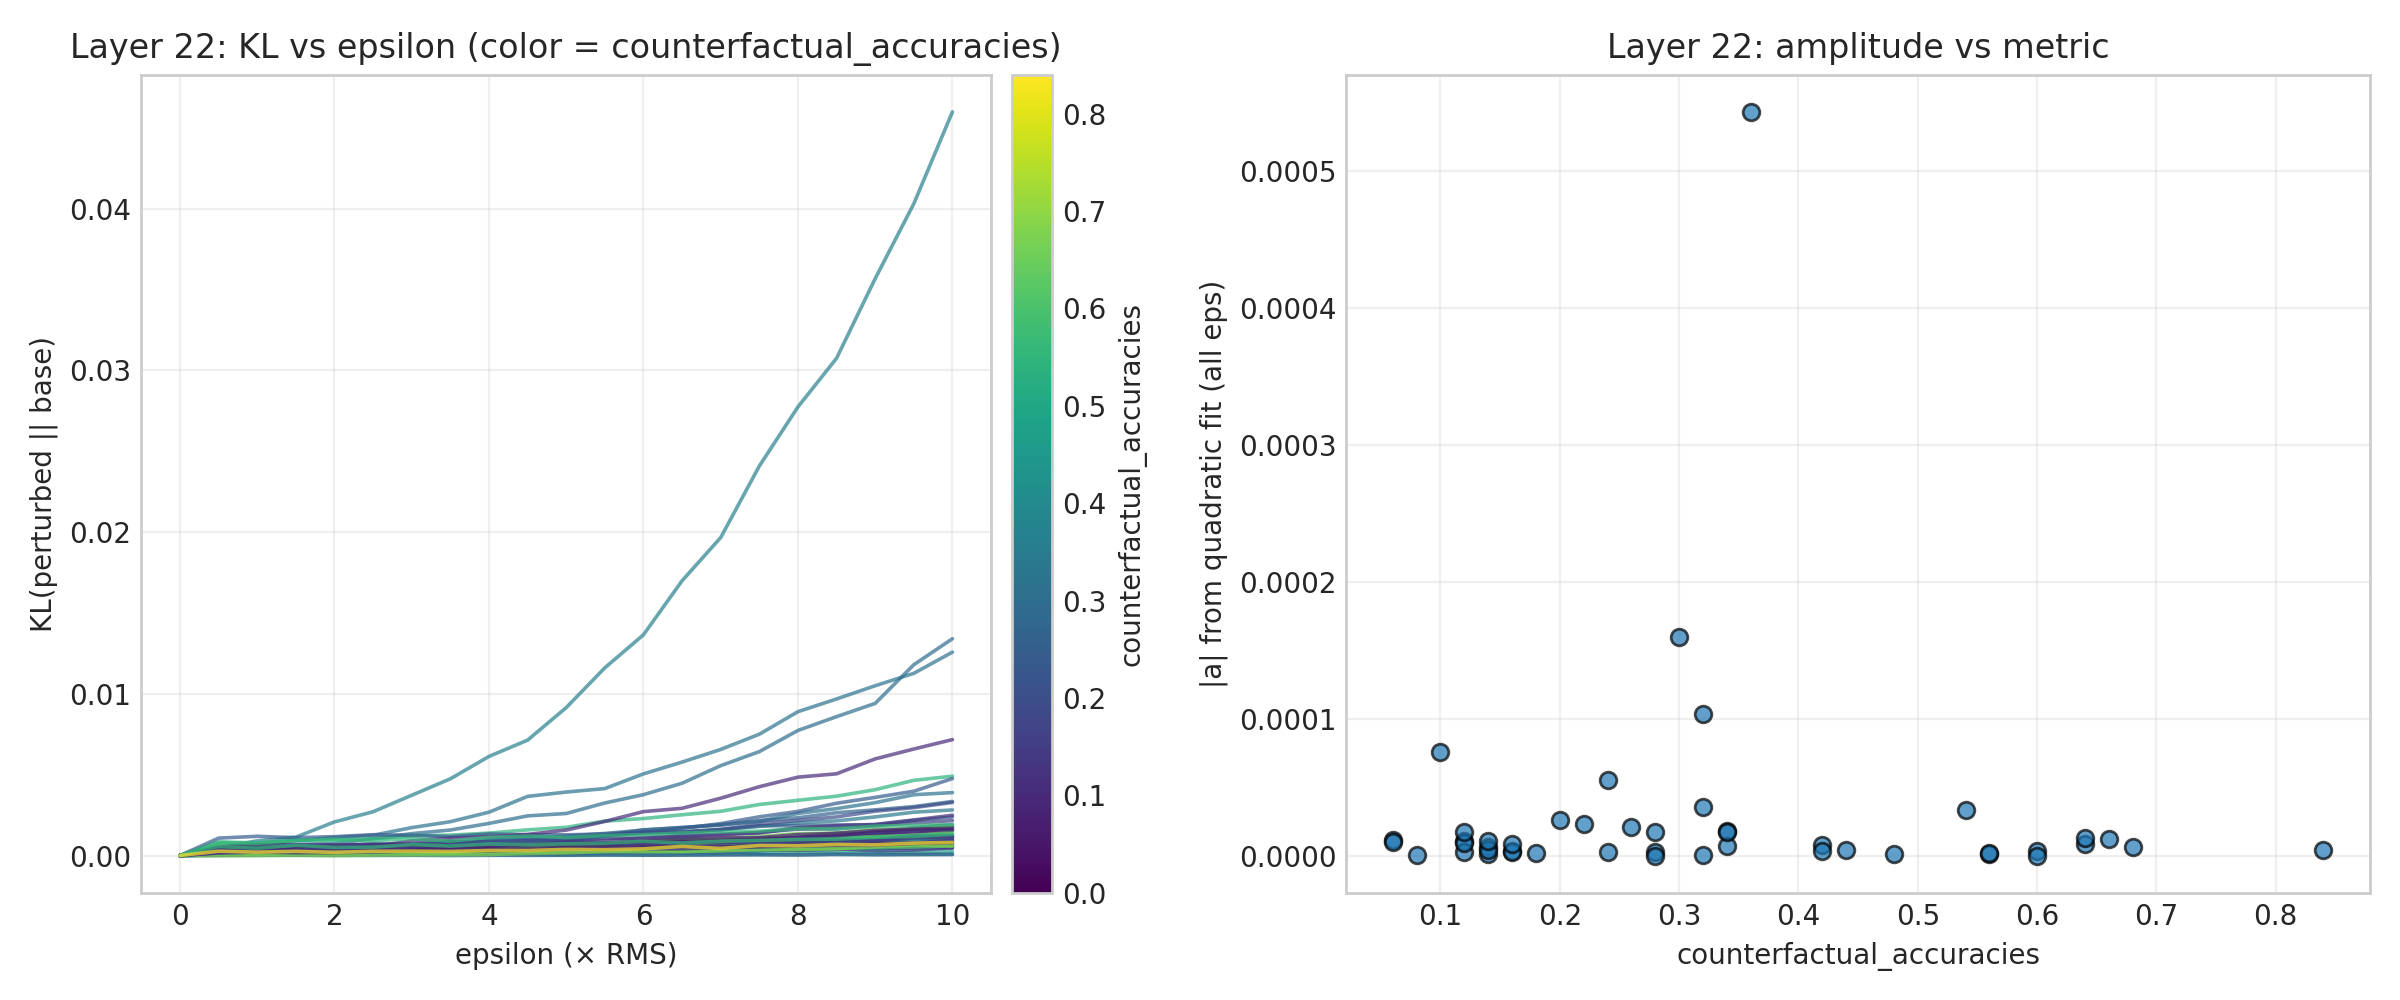 Layer 22: KL vs epsilon (color = counterfactual_accuracies)
KL(perturbed || base)
0.04
0.03
0.02
0.01
0.00
0 2 4 6 8 10
epsilon (× RMS)
0.8
0.7
0.6
0.5
0.4
0.3
0.2
0.1
0.0
counterfactual_accuracies
Layer 22: amplitude vs metric
|a| from quadratic fit (all eps)
0.0005
0.0004
0.0003
0.0002
0.0001
0.0000
0.1 0.2 0.3 0.4 0.5 0.6 0.7 0.8
counterfactual_accuracies